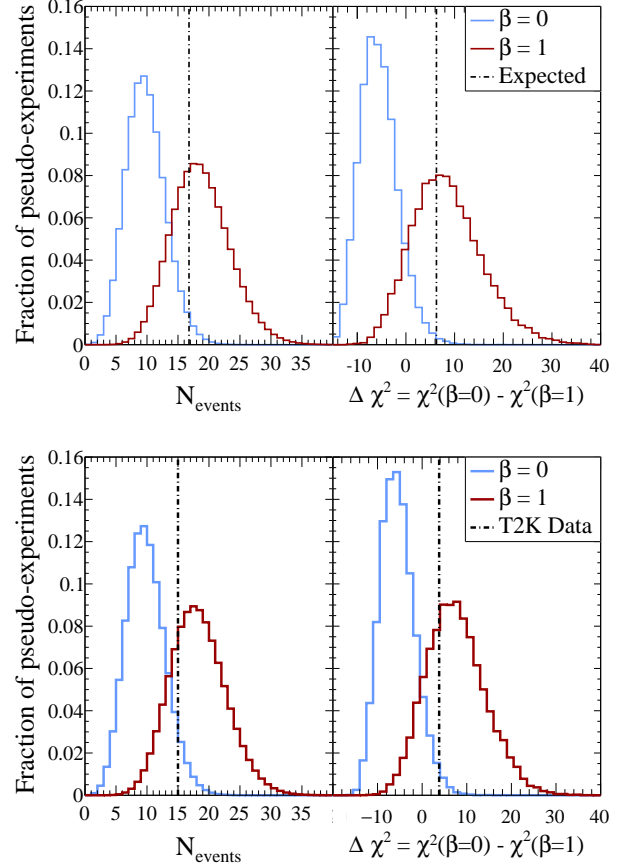 Fraction of pseudo-experiments
0.16
0.14
0.12
0.1
0.08
0.06
0.04
0.02
0
0 5 10 15 20 25 30 35
N_events
β = 0
β = 1
Expected
-10 0 10 20 30 40
Δ χ² = χ²(β=0) - χ²(β=1)
Fraction of pseudo-experiments
0.16
0.14
0.12
0.1
0.08
0.06
0.04
0.02
0
0 5 10 15 20 25 30 35
N_events
β = 0
β = 1
T2K Data
-10 0 10 20 30 40
Δ χ² = χ²(β=0) - χ²(β=1)